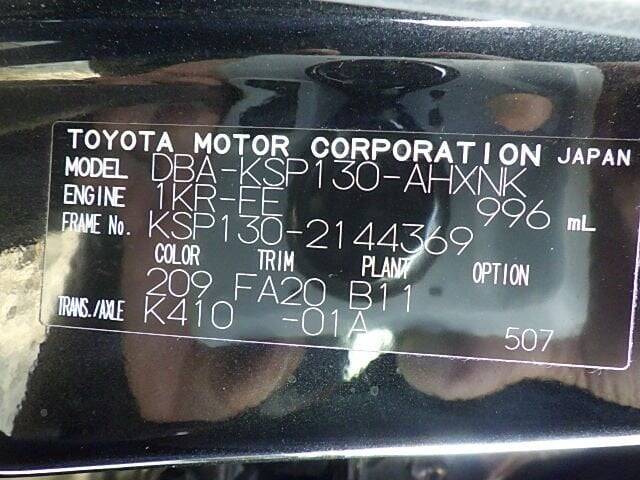 TOYOTA MOTOR CORPORATION JAPAN
MODEL DBA-KSP130-AHXNK
ENGINE 1KR-EE 996 mL
FRAME No. KSP130-2144369
COLOR TRIM PLANT OPTION
209 FA20 B11
TRANS./AXLE K410 -01A
507